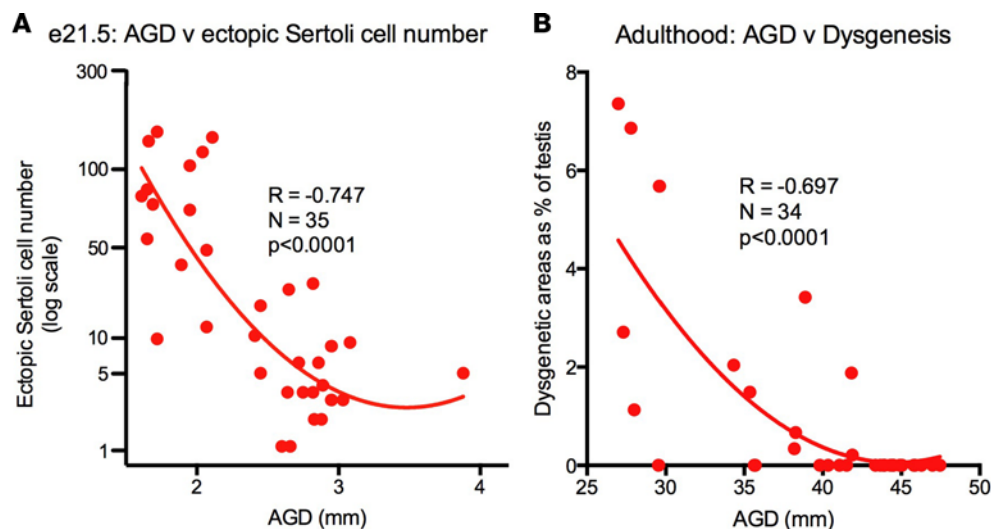 A e21.5: AGD v ectopic Sertoli cell number
Ectopic Sertoli cell number
(log scale)
300
100
50
10
5
1
R = -0.747
N = 35
p<0.0001
2 3 4
AGD (mm)
B Adulthood: AGD v Dysgenesis
Dysgenetic areas as % of testis
8
6
4
2
0
R = -0.697
N = 34
p<0.0001
25 30 35 40 45 50
AGD (mm)